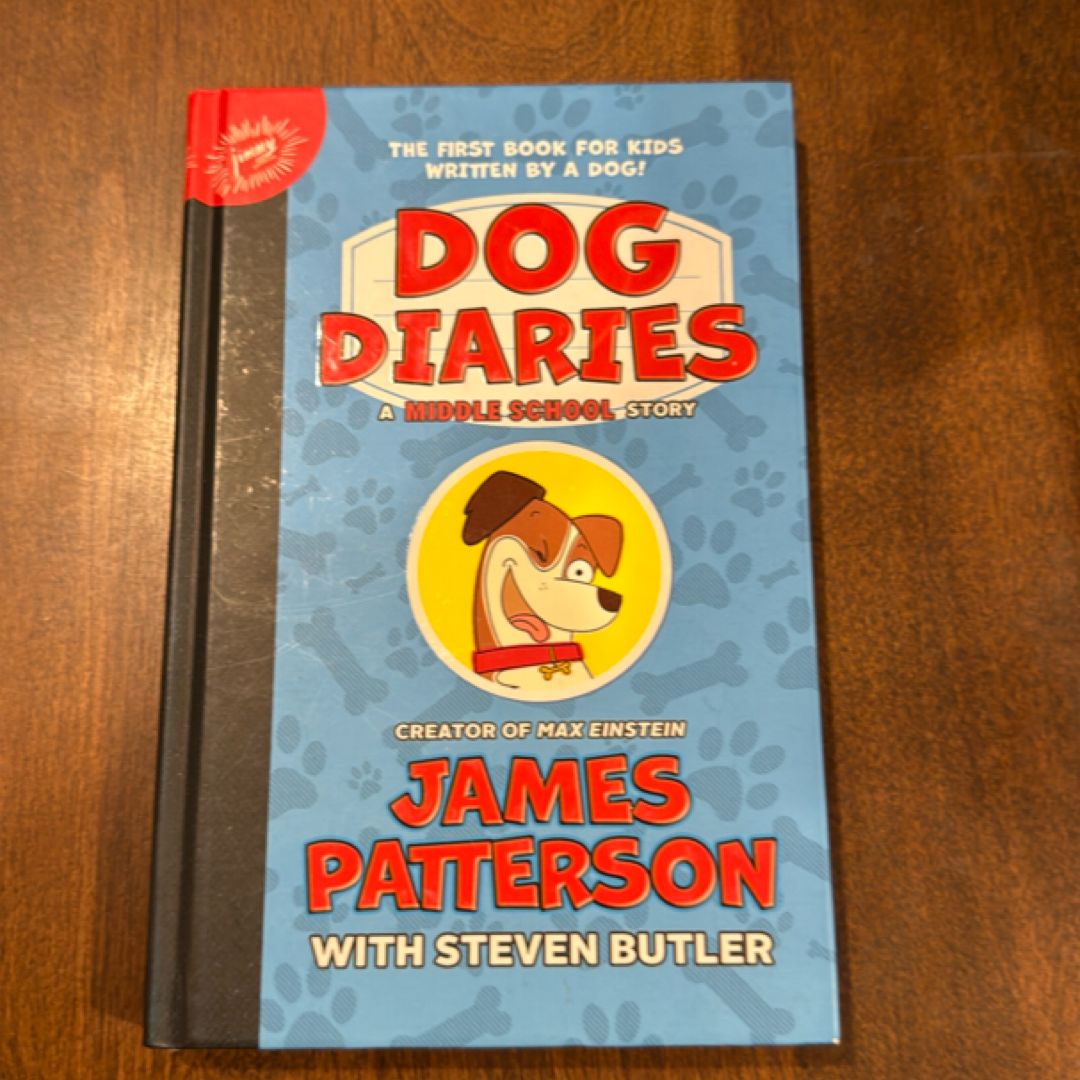 jimmy
THE FIRST BOOK FOR KIDS
WRITTEN BY A DOG!
DOG
DIARIES
A MIDDLE SCHOOL STORY
CREATOR OF MAX EINSTEIN
JAMES
PATTERSON
WITH STEVEN BUTLER